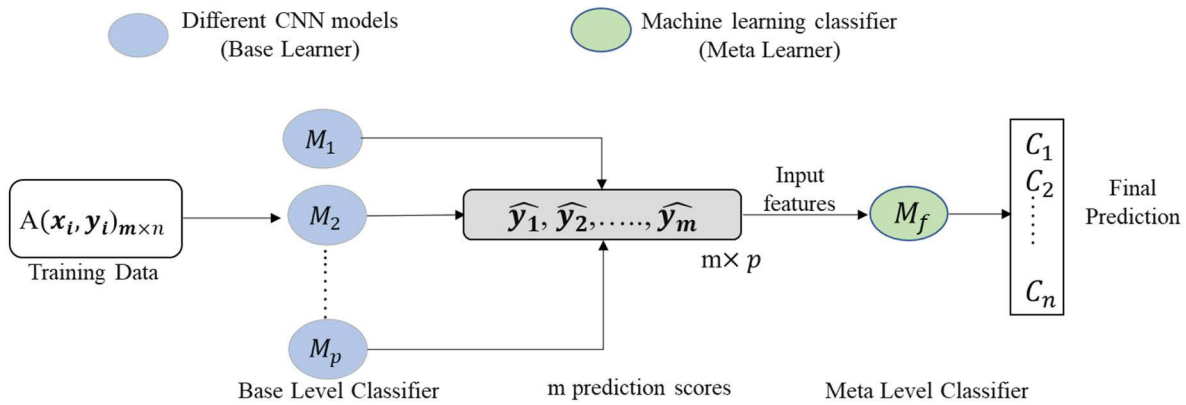 Different CNN models
(Base Learner)
Machine learning classifier
(Meta Learner)
M₁
M₂
Mₚ
A(xᵢ, yᵢ)ₘ×ₙ
Training Data
Base Level Classifier
ŷ₁, ŷ₂,....., ŷₘ
m× p
m prediction scores
Input
features
M_f
Meta Level Classifier
C₁
C₂
Cₙ
Final
Prediction